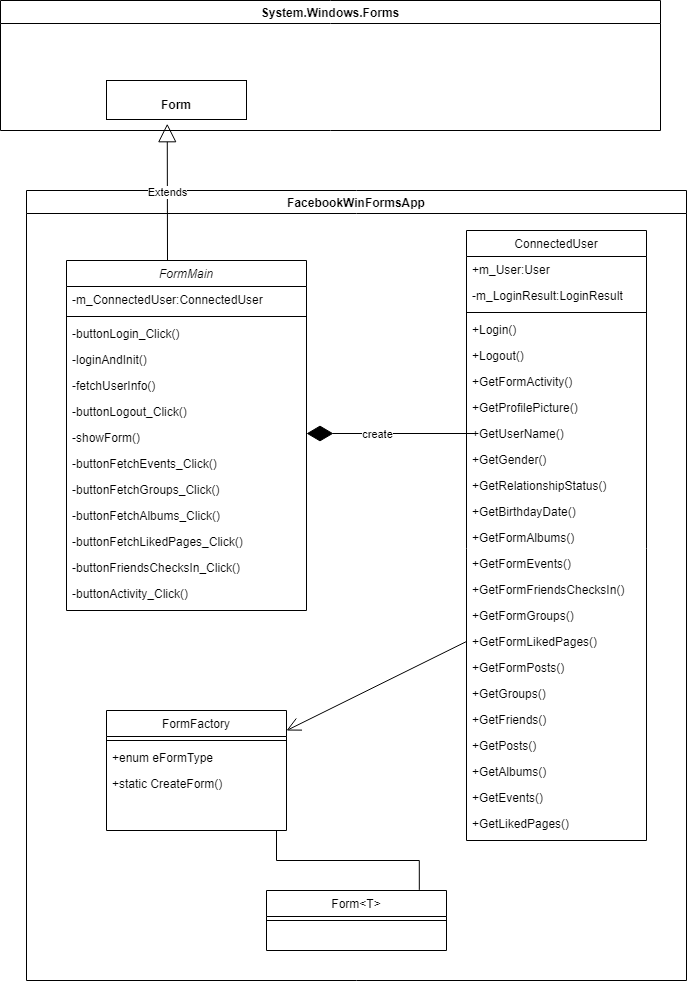 System.Windows.Forms
Form
Extends
FacebookWinFormsApp
FormMain
-m_ConnectedUser:ConnectedUser
-buttonLogin_Click()
-loginAndInit()
-fetchUserInfo()
-buttonLogout_Click()
-showForm()
-buttonFetchEvents_Click()
-buttonFetchGroups_Click()
-buttonFetchAlbums_Click()
-buttonFetchLikedPages_Click()
-buttonFriendsChecksIn_Click()
-buttonActivity_Click()
create
ConnectedUser
+m_User:User
-m_LoginResult:LoginResult
+Login()
+Logout()
+GetFormActivity()
+GetProfilePicture()
+GetUserName()
+GetGender()
+GetRelationshipStatus()
+GetBirthdayDate()
+GetFormAlbums()
+GetFormEvents()
+GetFormFriendsChecksIn()
+GetFormGroups()
+GetFormLikedPages()
+GetFormPosts()
+GetGroups()
+GetFriends()
+GetPosts()
+GetAlbums()
+GetEvents()
+GetLikedPages()
FormFactory
+enum eFormType
+static CreateForm()
Form<T>